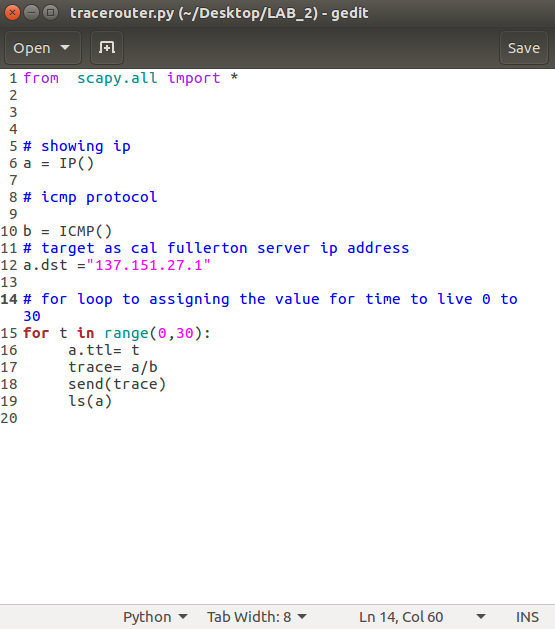 tracerouter.py (~/Desktop/LAB_2) - gedit
Open Save
1 from  scapy.all import *
2
3
4
5 # showing ip
6 a = IP()
7
8 # icmp protocol
9
10 b = ICMP()
11 # target as cal fullerton server ip address
12 a.dst ="137.151.27.1"
13
14 # for loop to assigning the value for time to live 0 to
30
15 for t in range(0,30):
16      a.ttl= t
17      trace= a/b
18      send(trace)
19      ls(a)
20
Python Tab Width: 8 Ln 14, Col 60 INS